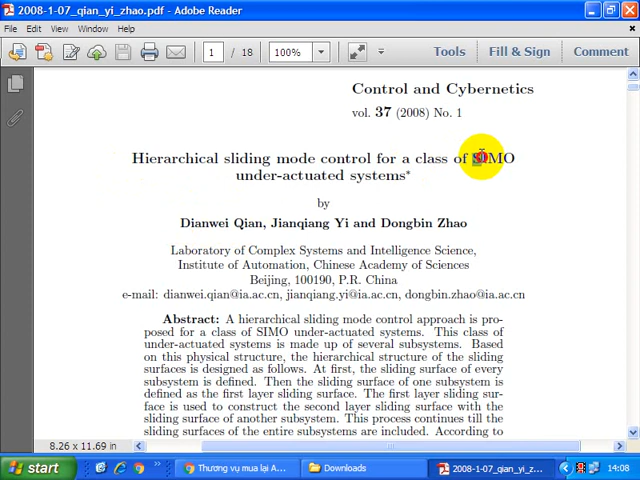 2008-1-07_qian_yi_zhao.pdf - Adobe Reader
File Edit View Window Help
1 / 18 100% Tools Fill & Sign Comment
Control and Cybernetics
vol. 37 (2008) No. 1
Hierarchical sliding mode control for a class of SIMO
under-actuated systems*
by
Dianwei Qian, Jianqiang Yi and Dongbin Zhao
Laboratory of Complex Systems and Intelligence Science,
Institute of Automation, Chinese Academy of Sciences
Beijing, 100190, P.R. China
e-mail: dianwei.qian@ia.ac.cn, jianqiang.yi@ia.ac.cn, dongbin.zhao@ia.ac.cn
Abstract: A hierarchical sliding mode control approach is pro-
posed for a class of SIMO under-actuated systems. This class of
under-actuated systems is made up of several subsystems. Based
on this physical structure, the hierarchical structure of the sliding
surfaces is designed as follows. At first, the sliding surface of every
subsystem is defined. Then the sliding surface of one subsystem is
defined as the first layer sliding surface. The first layer sliding sur-
face is used to construct the second layer sliding surface with the
sliding surface of another subsystem. This process continues till the
sliding surfaces of the entire subsystems are included. According to
8.26 x 11.69 in
start » Thương vụ mua lại A... Downloads 2008-1-07_qian_yi_z... 14:08